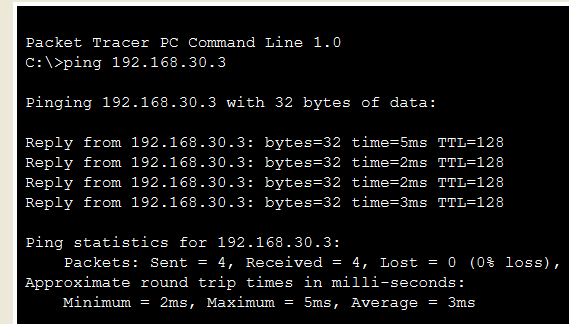 Packet Tracer PC Command Line 1.0
C:\>ping 192.168.30.3
Pinging 192.168.30.3 with 32 bytes of data:
Reply from 192.168.30.3: bytes=32 time=5ms TTL=128
Reply from 192.168.30.3: bytes=32 time=2ms TTL=128
Reply from 192.168.30.3: bytes=32 time=2ms TTL=128
Reply from 192.168.30.3: bytes=32 time=3ms TTL=128
Ping statistics for 192.168.30.3:
Packets: Sent = 4, Received = 4, Lost = 0 (0% loss),
Approximate round trip times in milli-seconds:
Minimum = 2ms, Maximum = 5ms, Average = 3ms